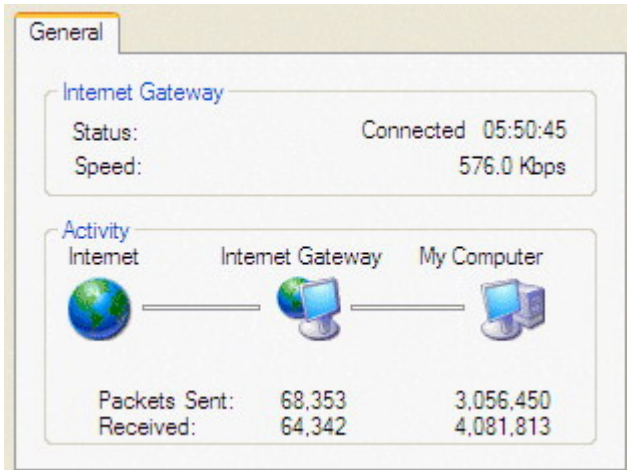 General
Internet Gateway
Status: Connected 05:50:45
Speed: 576.0 Kbps
Activity
Internet Internet Gateway My Computer
Packets Sent: 68,353 3,056,450
Received: 64,342 4,081,813